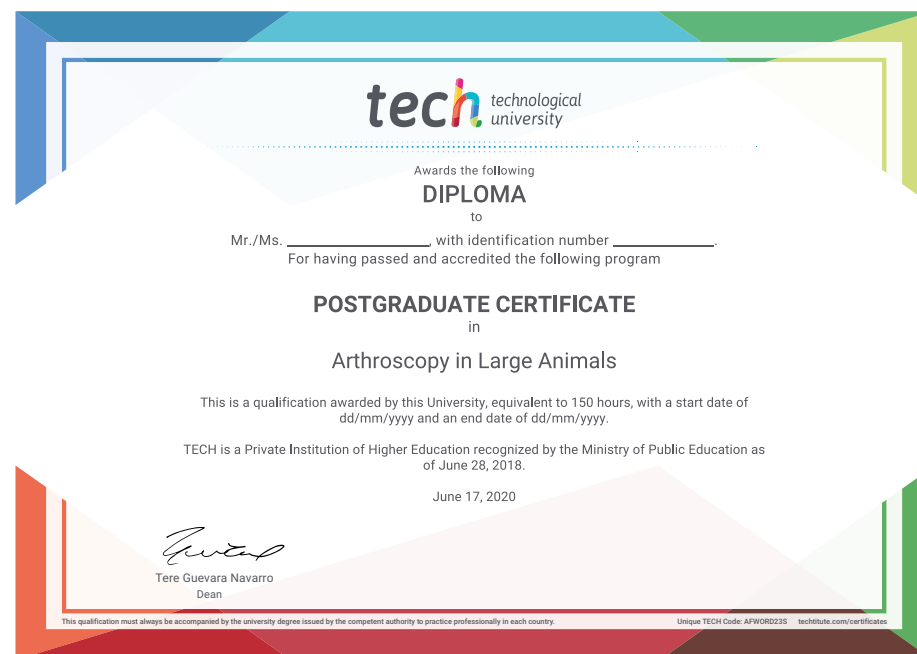 tech technological
university
Awards the following
DIPLOMA
to
Mr./Ms. ____________________, with identification number ______________.
For having passed and accredited the following program
POSTGRADUATE CERTIFICATE
in
Arthroscopy in Large Animals
This is a qualification awarded by this University, equivalent to 150 hours, with a start date of
dd/mm/yyyy and an end date of dd/mm/yyyy.
TECH is a Private Institution of Higher Education recognized by the Ministry of Public Education as
of June 28, 2018.
June 17, 2020
Tere Guevara Navarro
Dean
This qualification must always be accompanied by the university degree issued by the competent authority to practice professionally in each country. Unique TECH Code: AFWORD23S techtitute.com/certificates